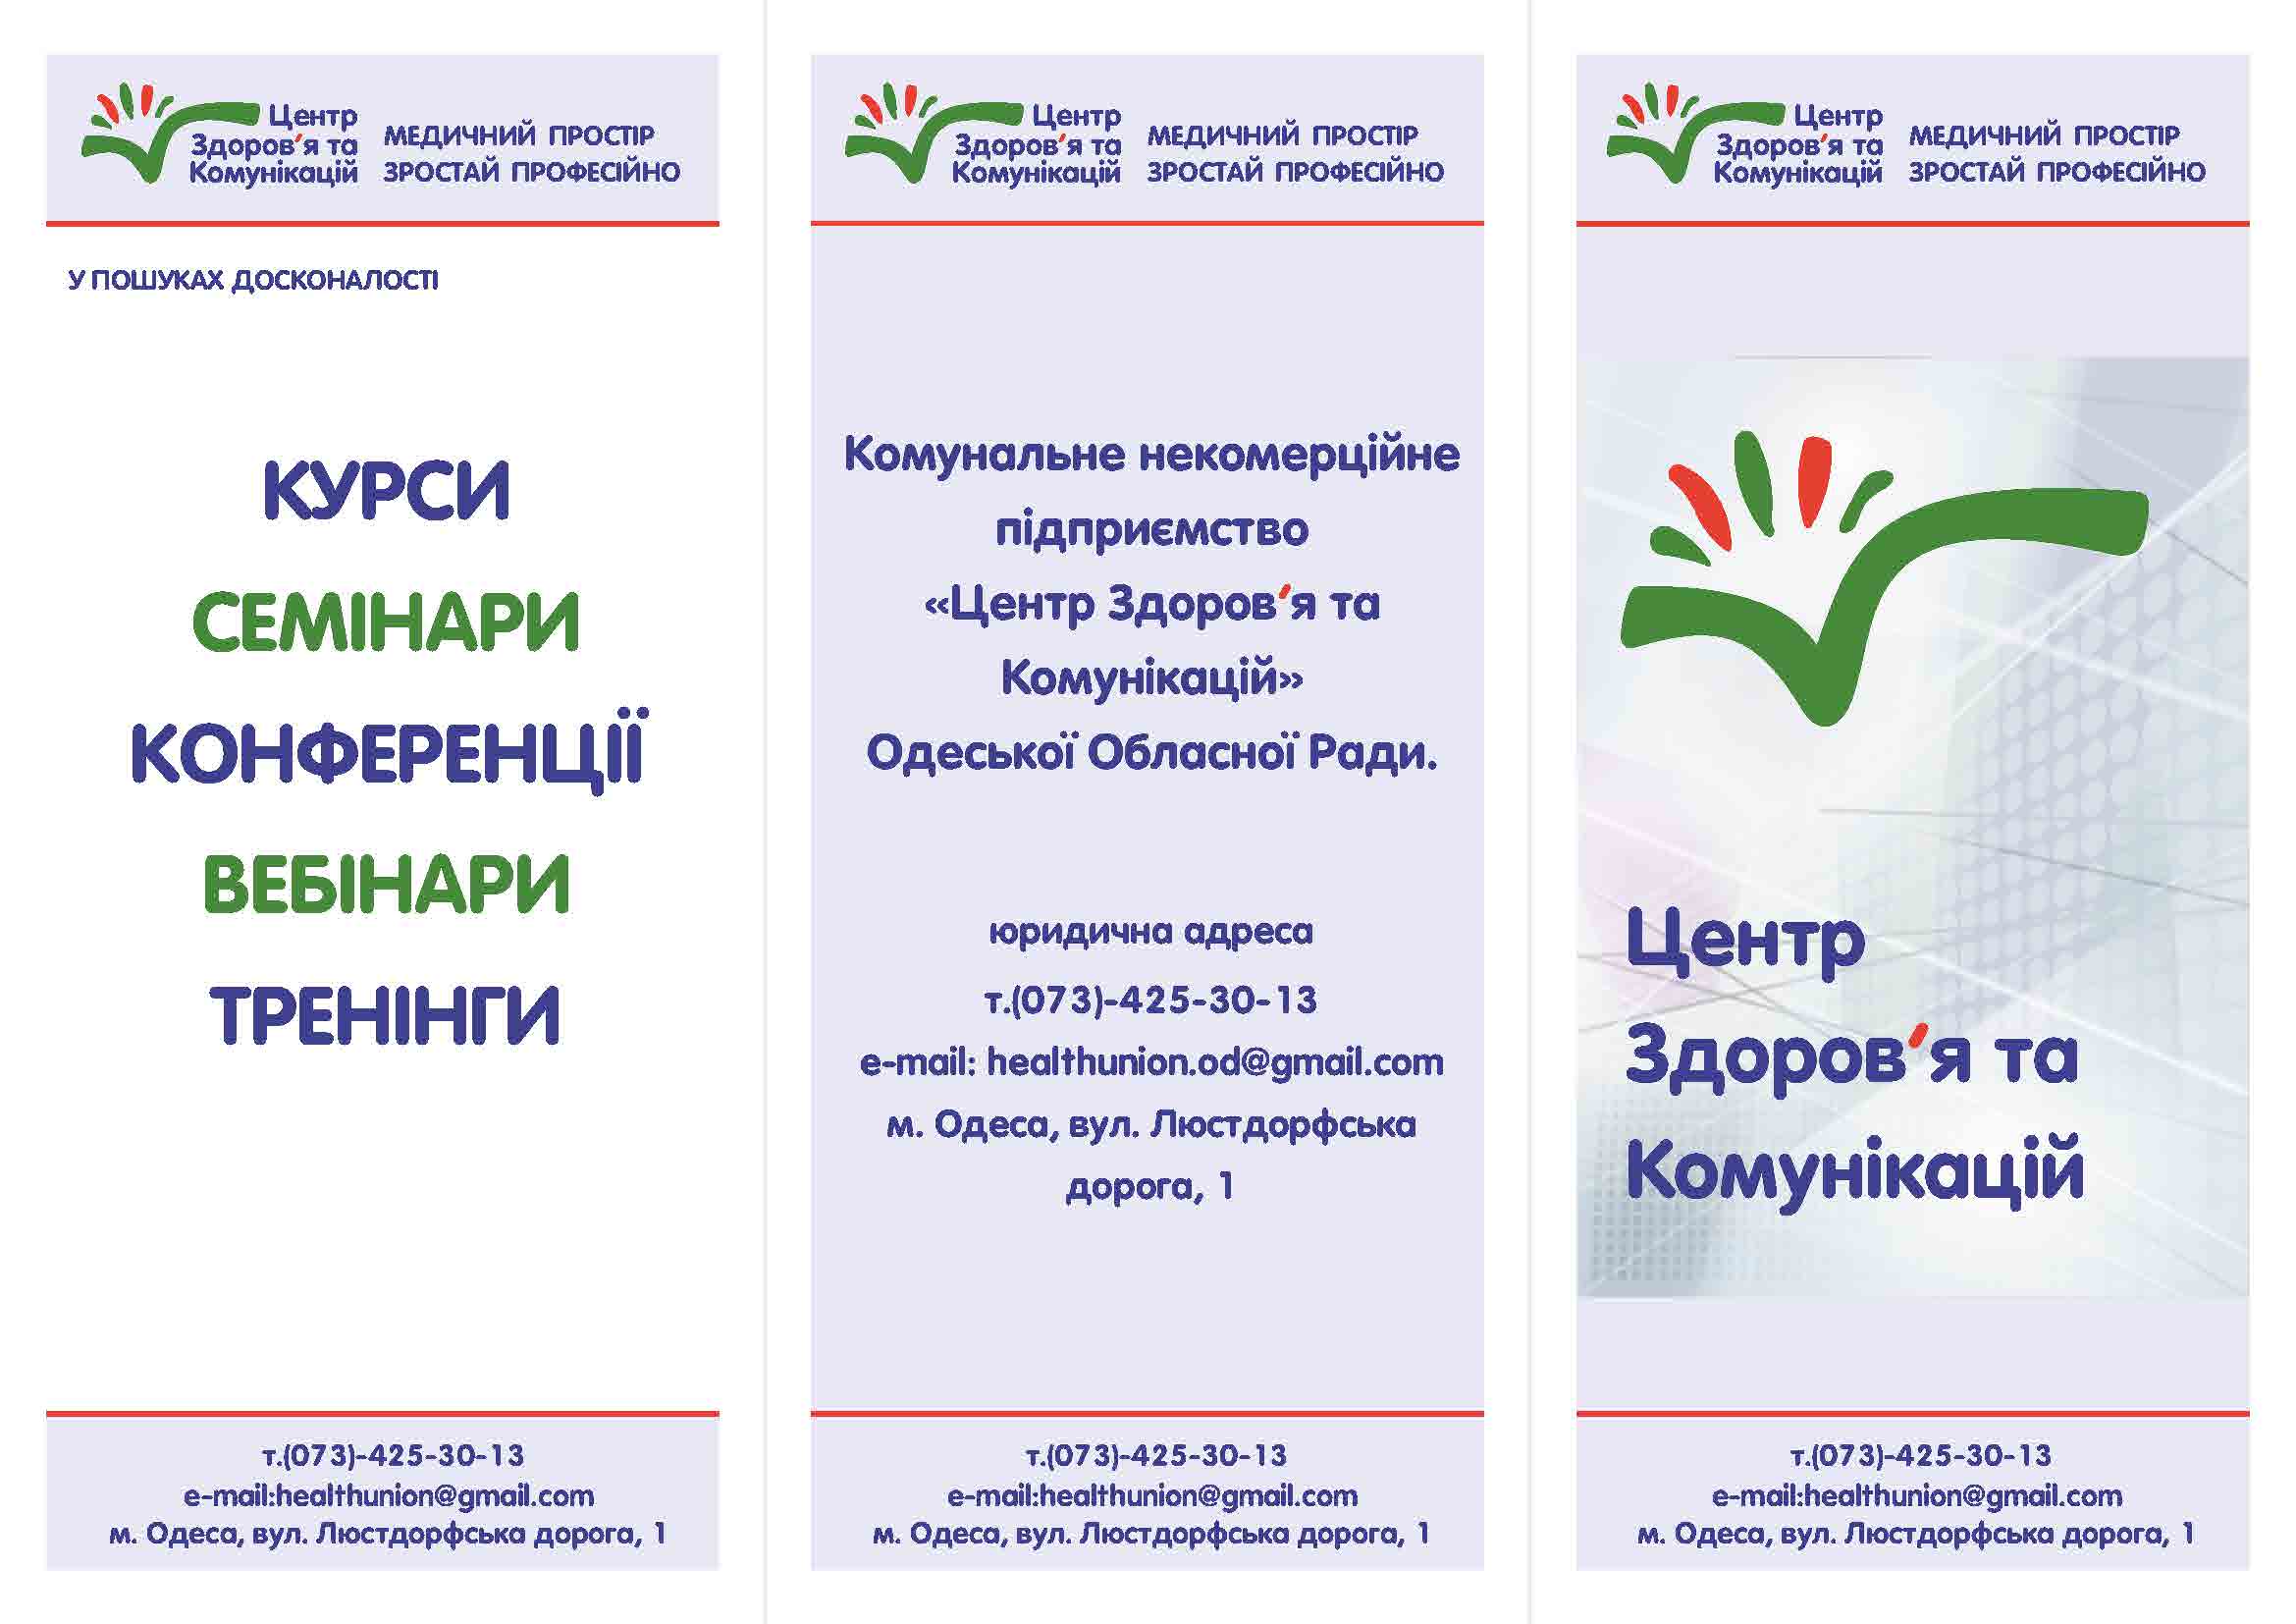 Центр
Здоров'я та
Комунікацій
МЕДИЧНИЙ ПРОСТІР
ЗРОСТАЙ ПРОФЕСІЙНО
У ПОШУКАХ ДОСКОНАЛОСТІ
КУРСИ
СЕМІНАРИ
КОНФЕРЕНЦІЇ
ВЕБІНАРИ
ТРЕНІНГИ
т.(073)-425-30-13
e-mail:healthunion@gmail.com
м. Одеса, вул. Люстдорфська дорога, 1
Центр
Здоров'я та
Комунікацій
МЕДИЧНИЙ ПРОСТІР
ЗРОСТАЙ ПРОФЕСІЙНО
Комунальне некомерційне
підприємство
«Центр Здоров'я та
Комунікацій»
Одеської Обласної Ради.
юридична адреса
т.(073)-425-30-13
e-mail: healthunion.od@gmail.com
м. Одеса, вул. Люстдорфська
дорога, 1
т.(073)-425-30-13
e-mail:healthunion@gmail.com
м. Одеса, вул. Люстдорфська дорога, 1
Центр
Здоров'я та
Комунікацій
МЕДИЧНИЙ ПРОСТІР
ЗРОСТАЙ ПРОФЕСІЙНО
Центр
Здоров'я та
Комунікацій
т.(073)-425-30-13
e-mail:healthunion@gmail.com
м. Одеса, вул. Люстдорфська дорога, 1